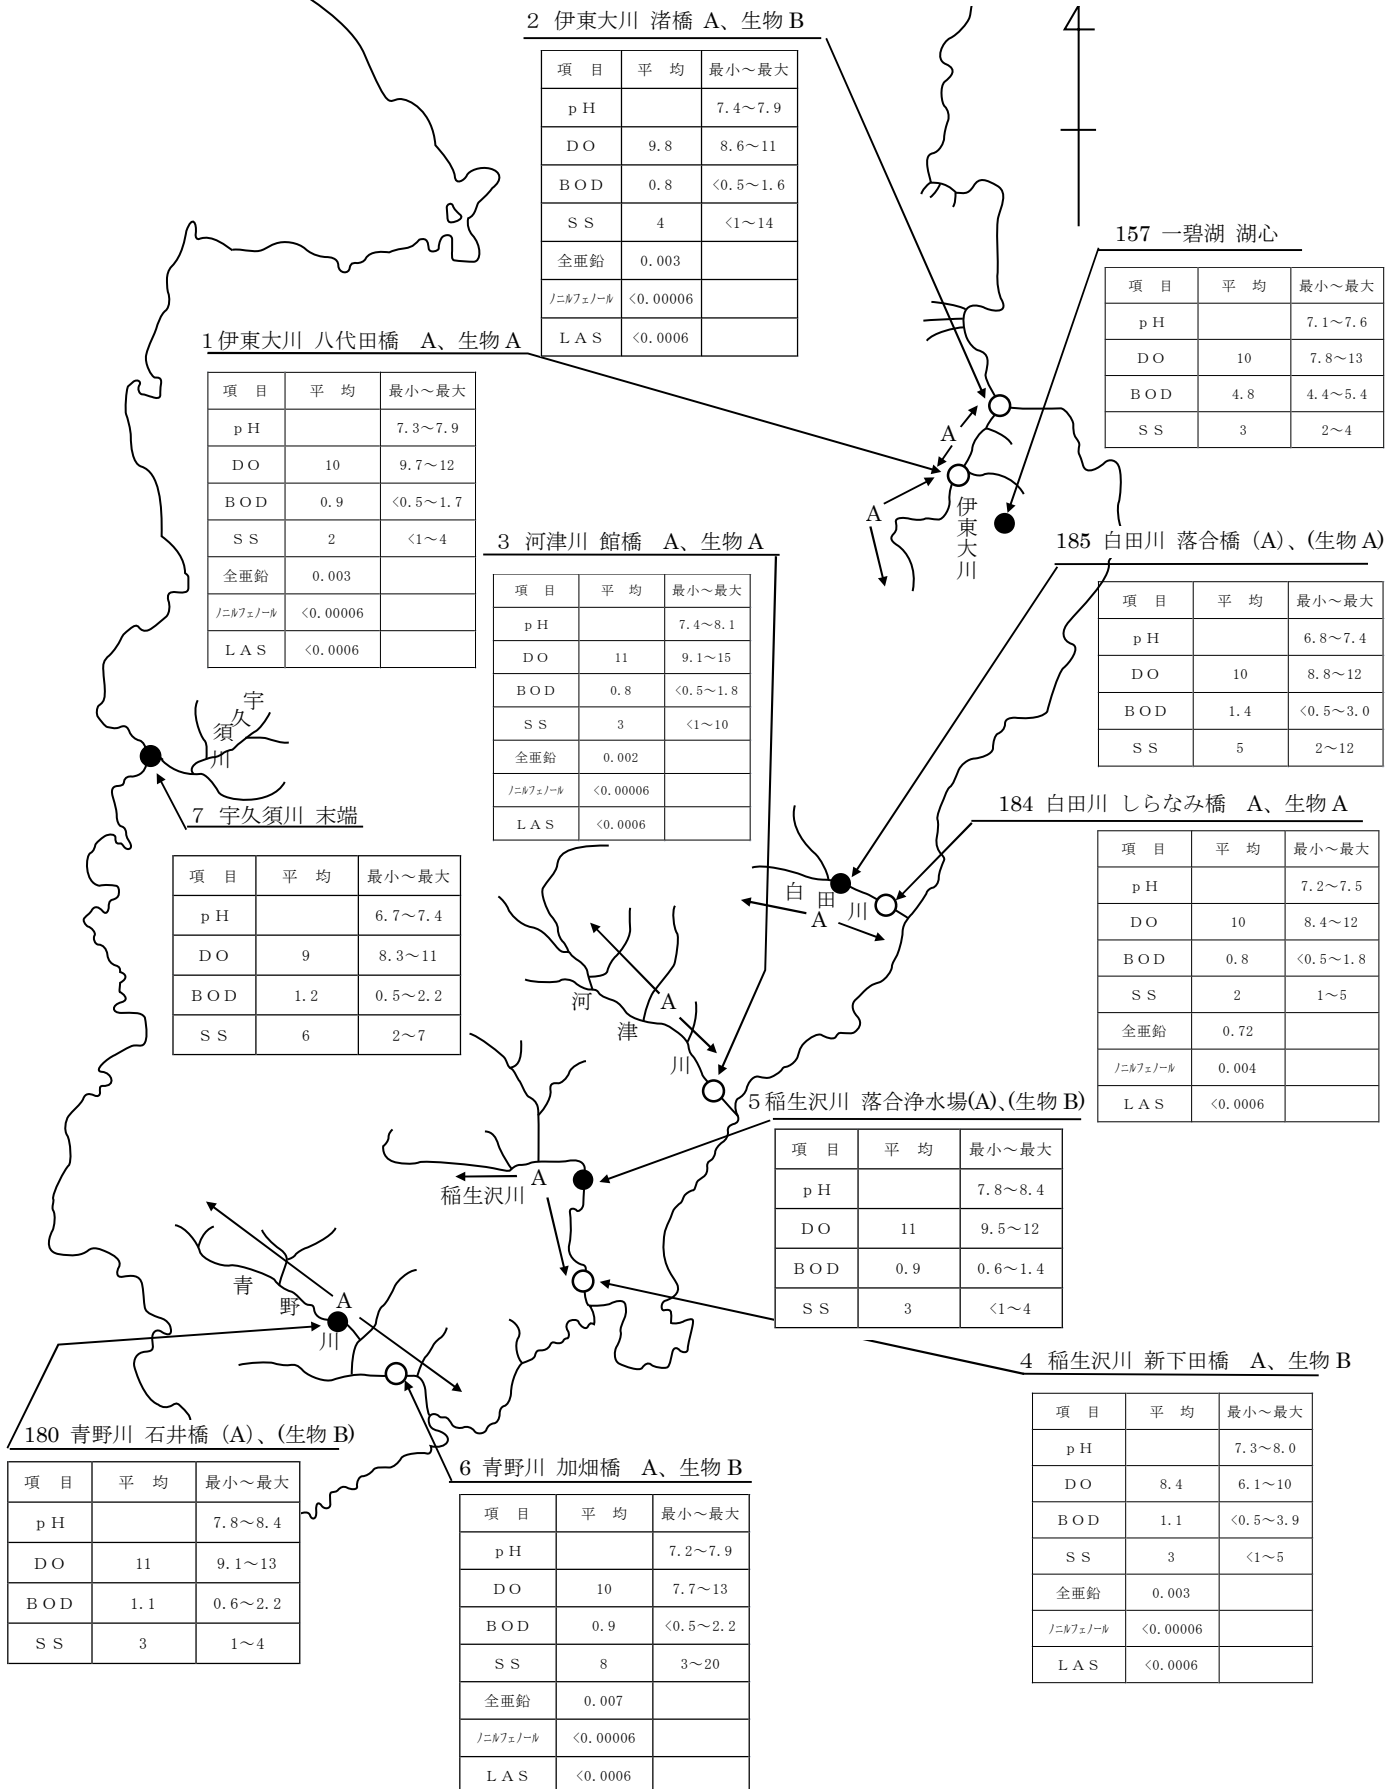 2 伊東大川 渚橋 A、生物 B
項 目 平 均 最小～最大
pH 7.4～7.9
DO 9.8 8.6～11
BOD 0.8 <0.5～1.6
SS 4 <1～14
全亜鉛 0.003
ノニルフェノール <0.00006
LAS <0.0006
157 一碧湖 湖心
項 目 平 均 最小～最大
pH 7.1～7.6
DO 10 7.8～13
BOD 4.8 4.4～5.4
SS 3 2～4
1 伊東大川 八代田橋 A、生物 A
項 目 平 均 最小～最大
pH 7.3～7.9
DO 10 9.7～12
BOD 0.9 <0.5～1.7
SS 2 <1～4
全亜鉛 0.003
ノニルフェノール <0.00006
LAS <0.0006
A
A
伊東大川
3 河津川 館橋 A、生物 A
項 目 平 均 最小～最大
pH 7.4～8.1
DO 11 9.1～15
BOD 0.8 <0.5～1.8
SS 3 <1～10
全亜鉛 0.002
ノニルフェノール <0.00006
LAS <0.0006
185 白田川 落合橋 (A)、(生物 A)
項 目 平 均 最小～最大
pH 6.8～7.4
DO 10 8.8～12
BOD 1.4 <0.5～3.0
SS 5 2～12
宇久須川
7 宇久須川 末端
項 目 平 均 最小～最大
pH 6.7～7.4
DO 9 8.3～11
BOD 1.2 0.5～2.2
SS 6 2～7
184 白田川 しらなみ橋 A、生物 A
項 目 平 均 最小～最大
pH 7.2～7.5
DO 10 8.4～12
BOD 0.8 <0.5～1.8
SS 2 1～5
全亜鉛 0.72
ノニルフェノール 0.004
LAS <0.0006
白田川
A
河津川
A
5 稲生沢川 落合浄水場(A)、(生物 B)
項 目 平 均 最小～最大
pH 7.8～8.4
DO 11 9.5～12
BOD 0.9 0.6～1.4
SS 3 <1～4
A
稲生沢川
青野川
A
4 稲生沢川 新下田橋 A、生物 B
項 目 平 均 最小～最大
pH 7.3～8.0
DO 8.4 6.1～10
BOD 1.1 <0.5～3.9
SS 3 <1～5
全亜鉛 0.003
ノニルフェノール <0.00006
LAS <0.0006
180 青野川 石井橋 (A)、(生物 B)
項 目 平 均 最小～最大
pH 7.8～8.4
DO 11 9.1～13
BOD 1.1 0.6～2.2
SS 3 1～4
6 青野川 加畑橋 A、生物 B
項 目 平 均 最小～最大
pH 7.2～7.9
DO 10 7.7～13
BOD 0.9 <0.5～2.2
SS 8 3～20
全亜鉛 0.007
ノニルフェノール <0.00006
LAS <0.0006